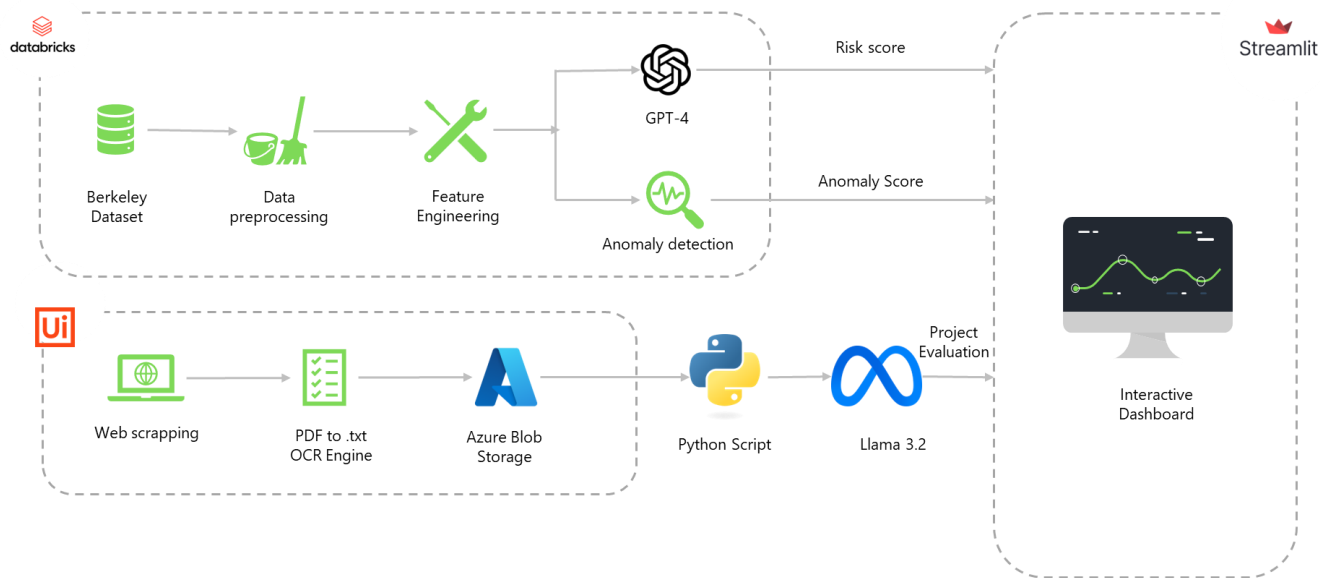 databricks
Streamlit
Risk score
GPT-4
Berkeley
Dataset
Data
preprocessing
Feature
Engineering
Anomaly Score
Anomaly detection
Ui
Web scrapping
PDF to .txt
OCR Engine
Azure Blob
Storage
Python Script
Llama 3.2
Project
Evaluation
Interactive
Dashboard